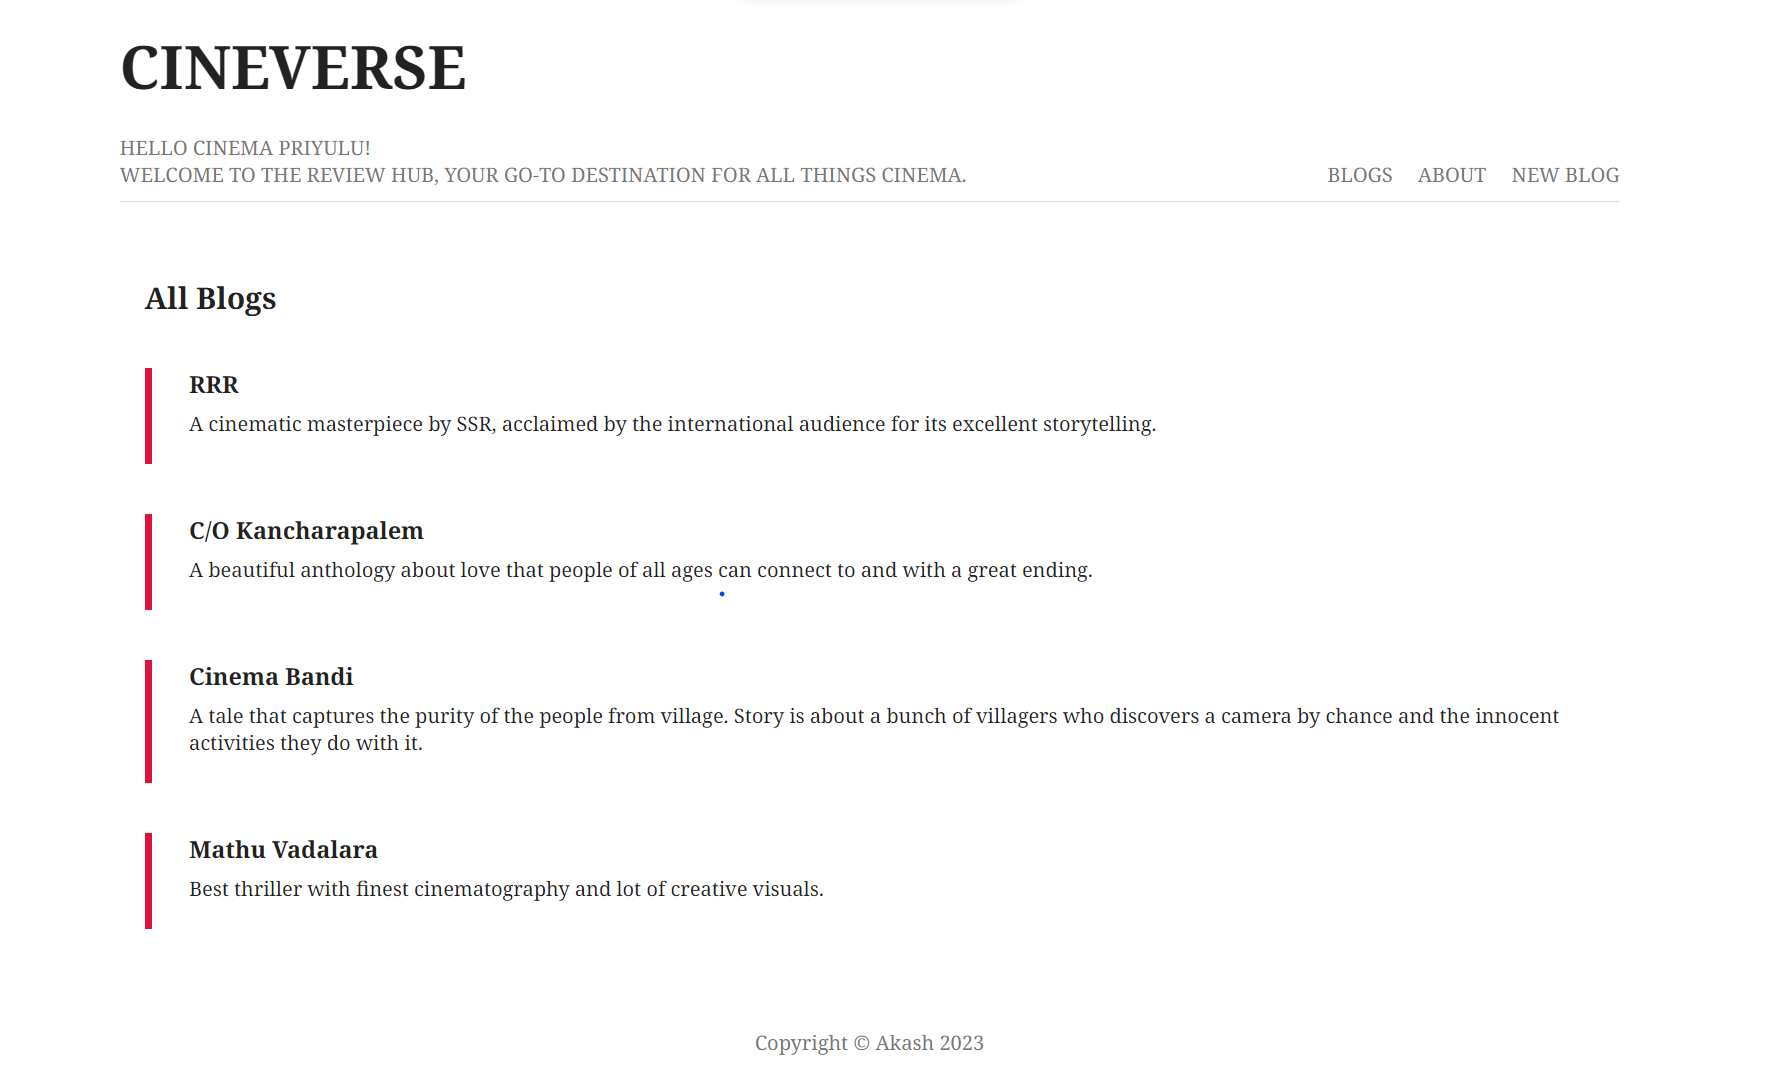 CINEVERSE
HELLO CINEMA PRIYULU!
WELCOME TO THE REVIEW HUB, YOUR GO-TO DESTINATION FOR ALL THINGS CINEMA.
BLOGS ABOUT NEW BLOG
All Blogs
RRR
A cinematic masterpiece by SSR, acclaimed by the international audience for its excellent storytelling.
C/O Kancharapalem
A beautiful anthology about love that people of all ages can connect to and with a great ending.
Cinema Bandi
A tale that captures the purity of the people from village. Story is about a bunch of villagers who discovers a camera by chance and the innocent
activities they do with it.
Mathu Vadalara
Best thriller with finest cinematography and lot of creative visuals.
Copyright © Akash 2023